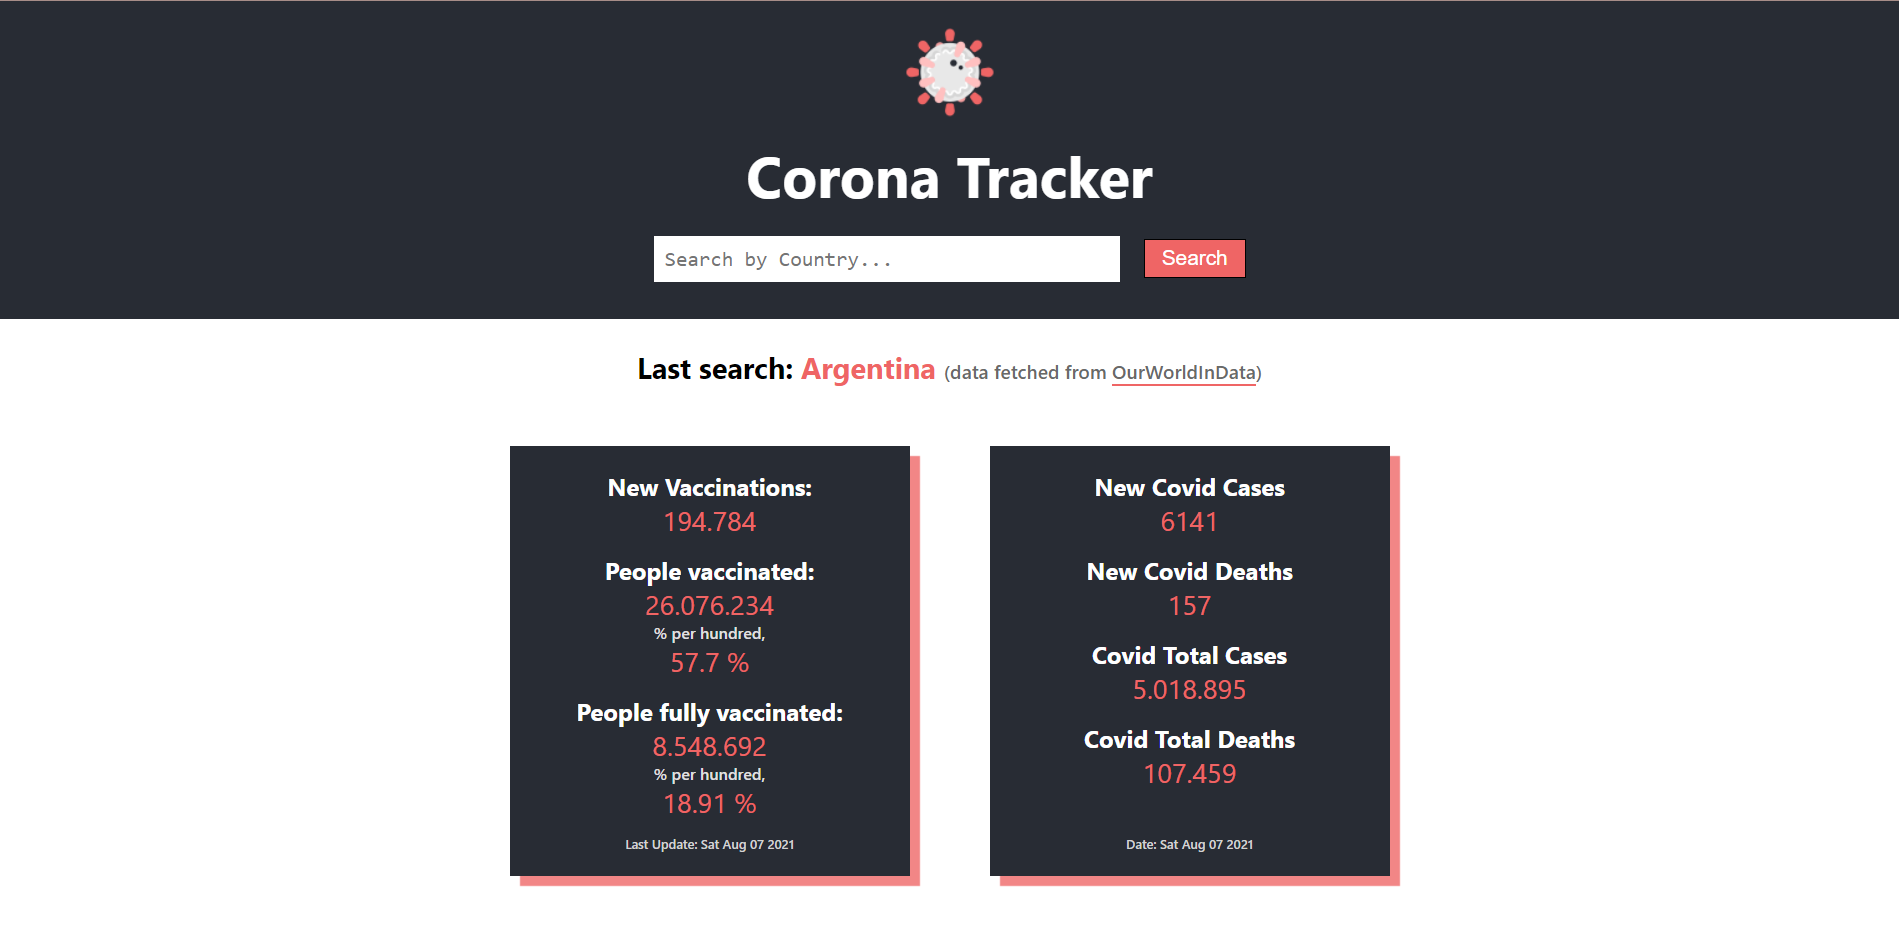 Corona Tracker
Search by Country...
Search
Last search: Argentina (data fetched from OurWorldInData)
New Vaccinations:
194.784
People vaccinated:
26.076.234
% per hundred,
57.7 %
People fully vaccinated:
8.548.692
% per hundred,
18.91 %
Last Update: Sat Aug 07 2021
New Covid Cases
6141
New Covid Deaths
157
Covid Total Cases
5.018.895
Covid Total Deaths
107.459
Date: Sat Aug 07 2021